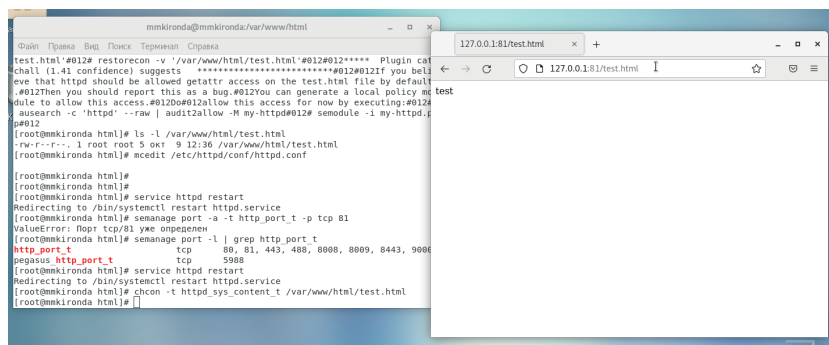 mmkironda@mmkironda:/var/www/html
Файл Правка Вид Поиск Терминал Справка
test.html'#012# restorecon -v '/var/www/html/test.html'#012#012***** Plugin cat
chall (1.41 confidence) suggests **************************#012#012If you beli
eve that httpd should be allowed getattr access on the test.html file by default
.#012Then you should report this as a bug.#012You can generate a local policy mo
dule to allow this access.#012Do#012allow this access for now by executing:#012#
ausearch -c 'httpd' --raw | audit2allow -M my-httpd#012# semodule -i my-httpd.p
p#012
[root@mmkironda html]# ls -l /var/www/html/test.html
-rw-r--r--. 1 root root 5 окт 9 12:36 /var/www/html/test.html
[root@mmkironda html]# mcedit /etc/httpd/conf/httpd.conf
[root@mmkironda html]#
[root@mmkironda html]#
[root@mmkironda html]# service httpd restart
Redirecting to /bin/systemctl restart httpd.service
[root@mmkironda html]# semanage port -a -t http_port_t -p tcp 81
ValueError: Порт tcp/81 уже определен
[root@mmkironda html]# semanage port -l | grep http_port_t
http_port_t tcp 80, 81, 443, 488, 8008, 8009, 8443, 9000
pegasus_http_port_t tcp 5988
[root@mmkironda html]# service httpd restart
Redirecting to /bin/systemctl restart httpd.service
[root@mmkironda html]# chcon -t httpd_sys_content_t /var/www/html/test.html
[root@mmkironda html]#
127.0.0.1:81/test.html
127.0.0.1:81/test.html
test